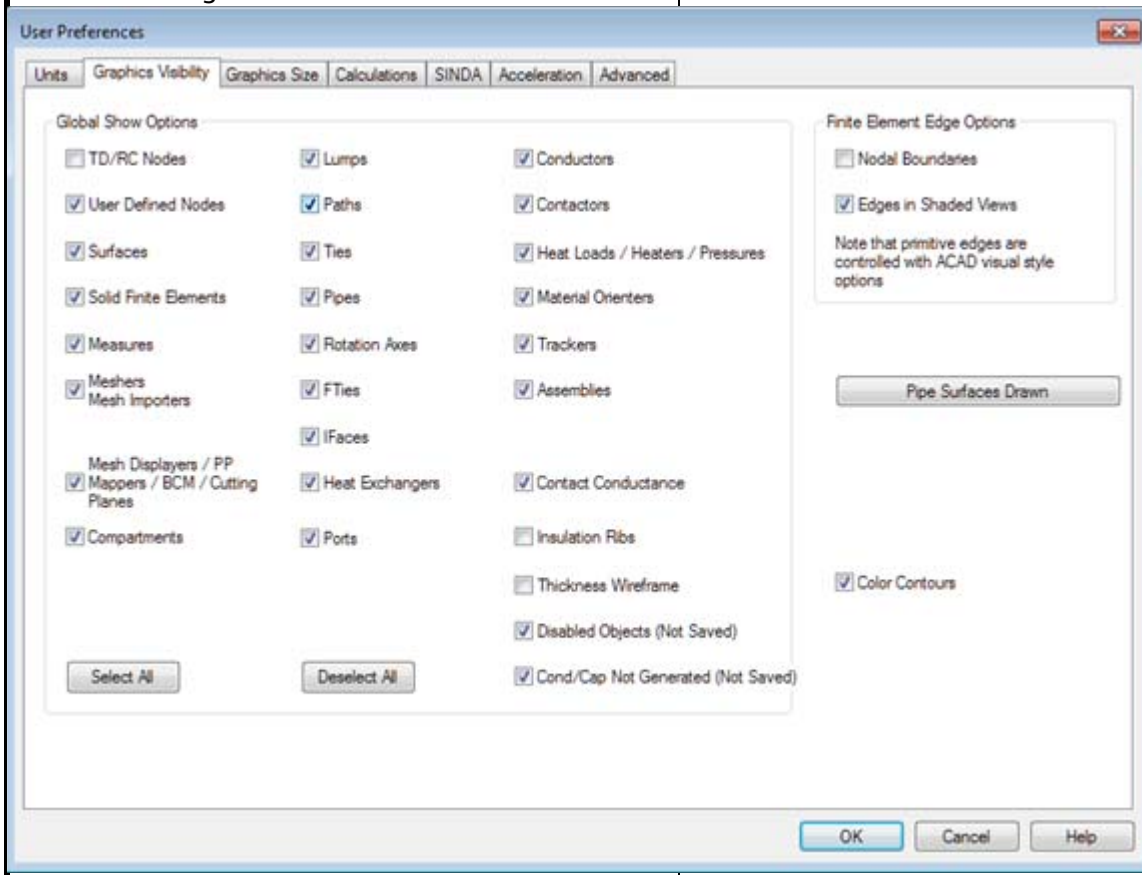 User Preferences
Units Graphics Visibility Graphics Size Calculations SINDA Acceleration Advanced
Global Show Options
TD/RC Nodes
User Defined Nodes
Surfaces
Solid Finite Elements
Measures
Meshers
Mesh Importers
Mesh Displayers / PP
Mappers / BCM / Cutting
Planes
Compartments
Select All
Lumps
Paths
Ties
Pipes
Rotation Axes
FTies
IFaces
Heat Exchangers
Ports
Deselect All
Conductors
Contactors
Heat Loads / Heaters / Pressures
Material Orienters
Trackers
Assemblies
Contact Conductance
Insulation Ribs
Thickness Wireframe
Disabled Objects (Not Saved)
Cond/Cap Not Generated (Not Saved)
Finite Element Edge Options
Nodal Boundaries
Edges in Shaded Views
Note that primitive edges are
controlled with ACAD visual style
options
Pipe Surfaces Drawn
Color Contours
OK Cancel Help